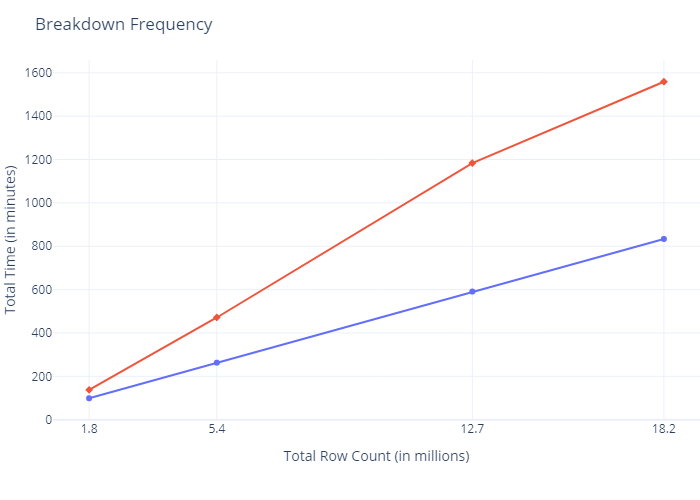 Breakdown Frequency
1600
1400
1200
1000
800
600
400
200
0
Total Time (in minutes)
1.8 5.4 12.7 18.2
Total Row Count (in millions)